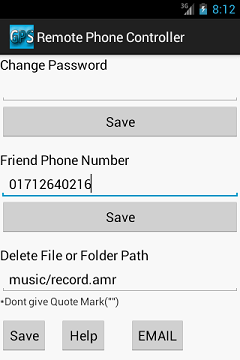 3G 8:12
GPS Remote Phone Controller
Change Password
Save
Friend Phone Number
01712640216
Save
Delete File or Folder Path
music/record.amr
*Dont give Quote Mark("")
Save Help EMAIL